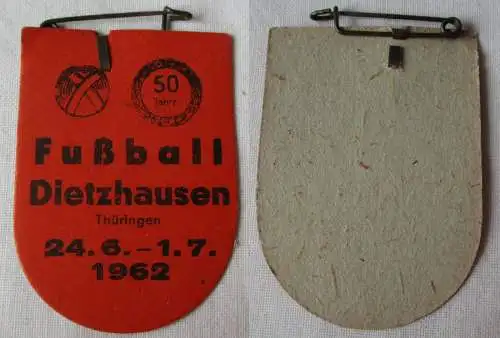 50
Jahre
Fußball
Dietzhausen
Thüringen
24.6.-1.7.
1962